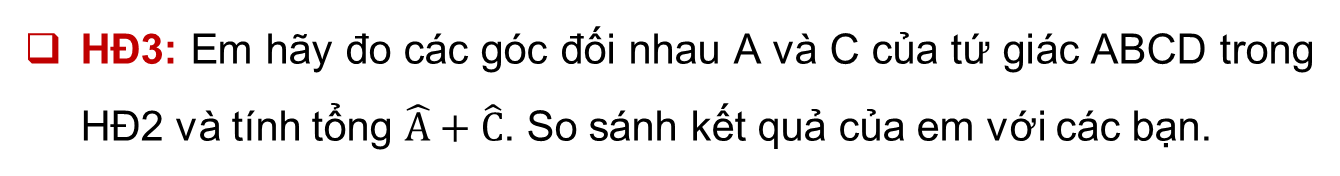 ❑ HĐ3: Em hãy đo các góc đối nhau A và C của tứ giác ABCD trong
HĐ2 và tính tổng Â + Ĉ. So sánh kết quả của em với các bạn.